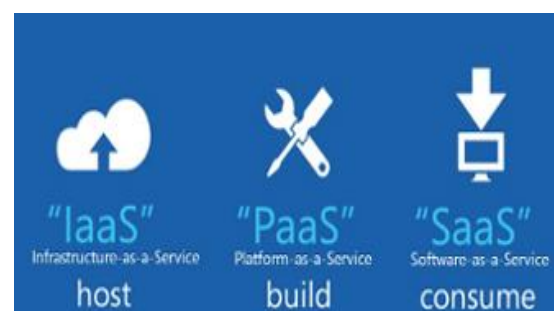 "IaaS"
Infrastructure-as-a-Service
host
"PaaS"
Platform-as-a-Service
build
"SaaS"
Software-as-a-Service
consume